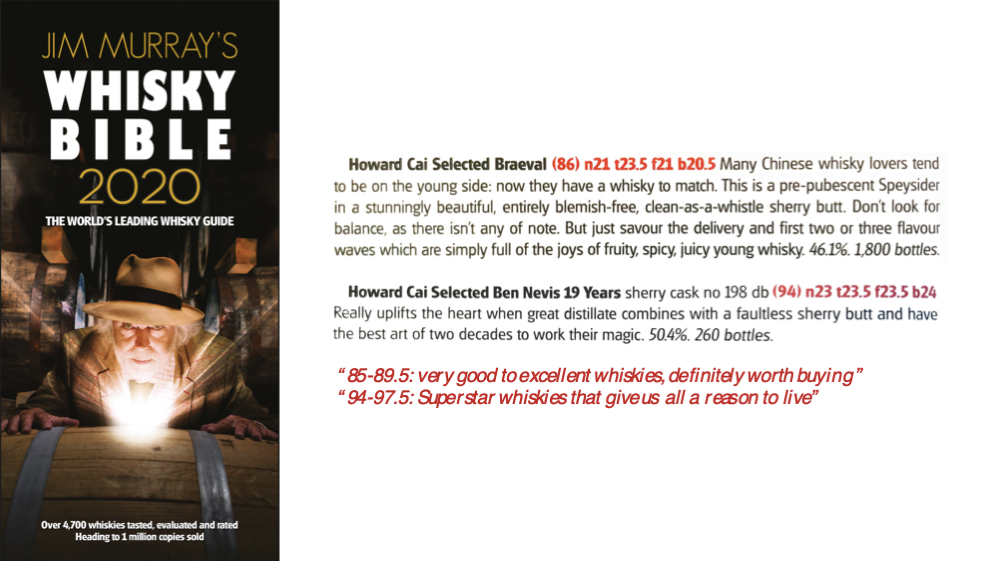 JIM MURRAY'S
WHISKY
BIBLE
2020
THE WORLD'S LEADING WHISKY GUIDE
Over 4,700 whiskies tasted, evaluated and rated
Heading to 1 million copies sold
Howard Cai Selected Braeval (86) n21 t23.5 f21 b20.5 Many Chinese whisky lovers tend
to be on the young side: now they have a whisky to match. This is a pre-pubescent Speysider
in a stunningly beautiful, entirely blemish-free, clean-as-a-whistle sherry butt. Don't look for
balance, as there isn't any of note. But just savour the delivery and first two or three flavour
waves which are simply full of the joys of fruity, spicy, juicy young whisky. 46.1%. 1,800 bottles.
Howard Cai Selected Ben Nevis 19 Years sherry cask no 198 db (94) n23 t23.5 f23.5 b24
Really uplifts the heart when great distillate combines with a faultless sherry butt and have
the best art of two decades to work their magic. 50.4%. 260 bottles.
“ 85-89.5: very good to excellent whiskies, definitely worth buying”
“ 94-97.5: Superstar whiskies that give us all a reason to live”